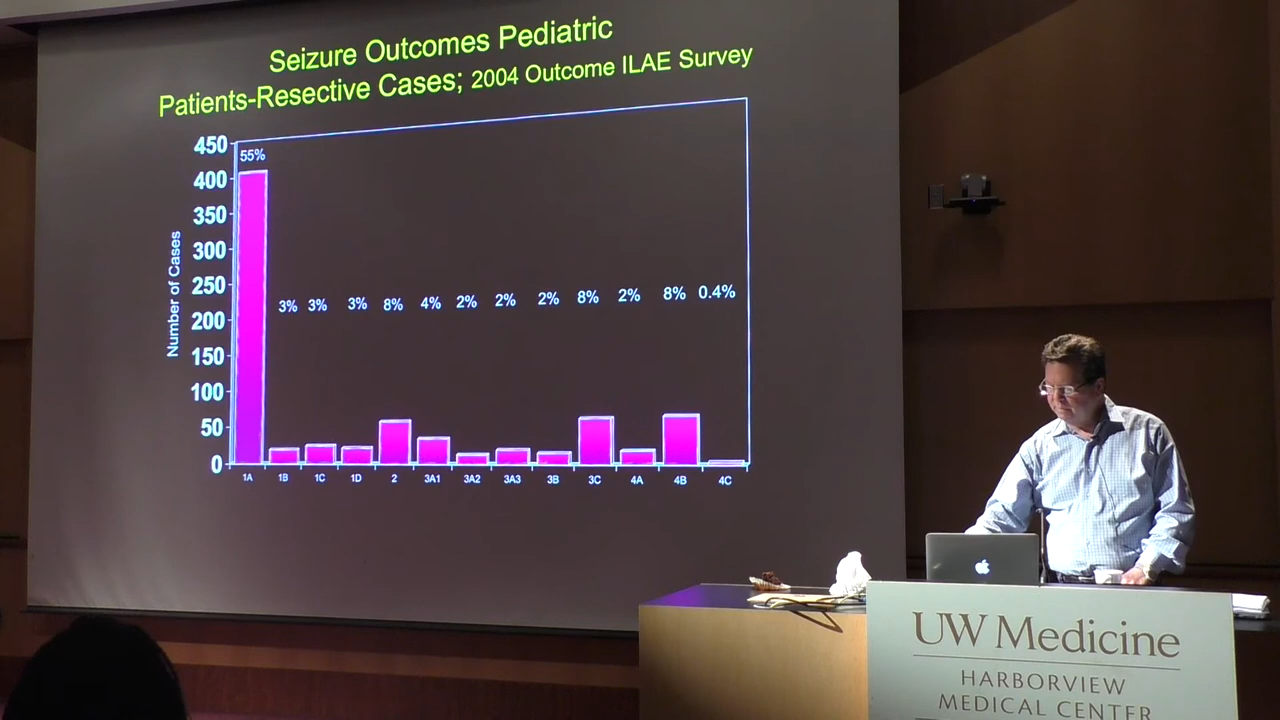 Seizure Outcomes Pediatric
Patients-Resective Cases; 2004 Outcome ILAE Survey
450
400
350
300
250
200
150
100
50
0
Number of Cases
55%
3% 3% 3% 8% 4% 2% 2% 2% 8% 2% 8% 0.4%
1A 1B 1C 1D 2 3A1 3A2 3A3 3B 3C 4A 4B 4C
UW Medicine
HARBORVIEW
MEDICAL CENTER